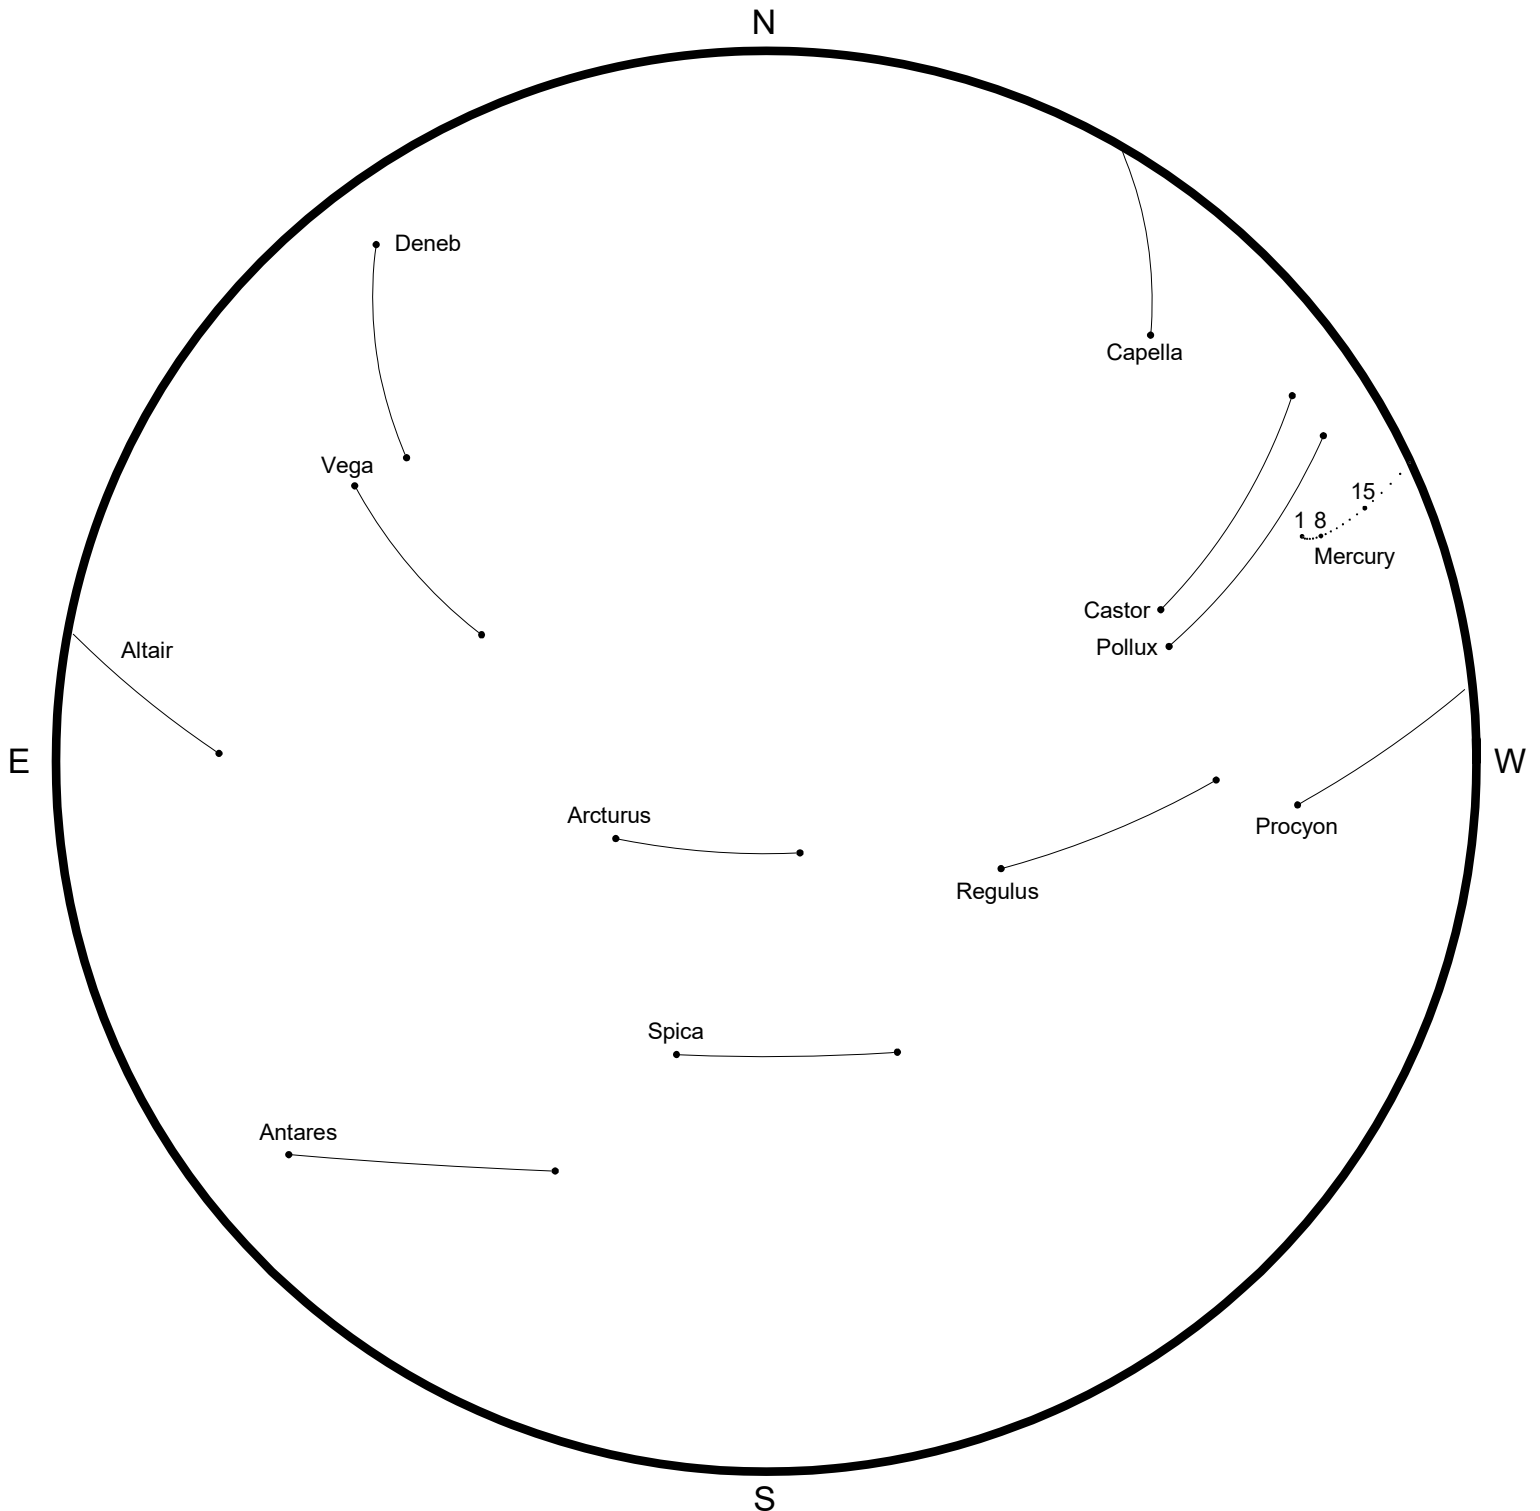 N
Deneb
Capella
Vega
15
1 8
Mercury
Castor
Pollux
Altair
E
W
Arcturus
Procyon
Regulus
Spica
Antares
S